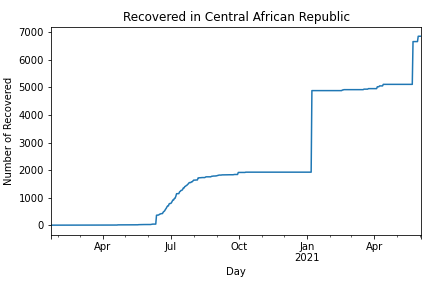 Recovered in Central African Republic
Number of Recovered
7000
6000
5000
4000
3000
2000
1000
0
Apr
Jul
Oct
Jan
2021
Apr
Day